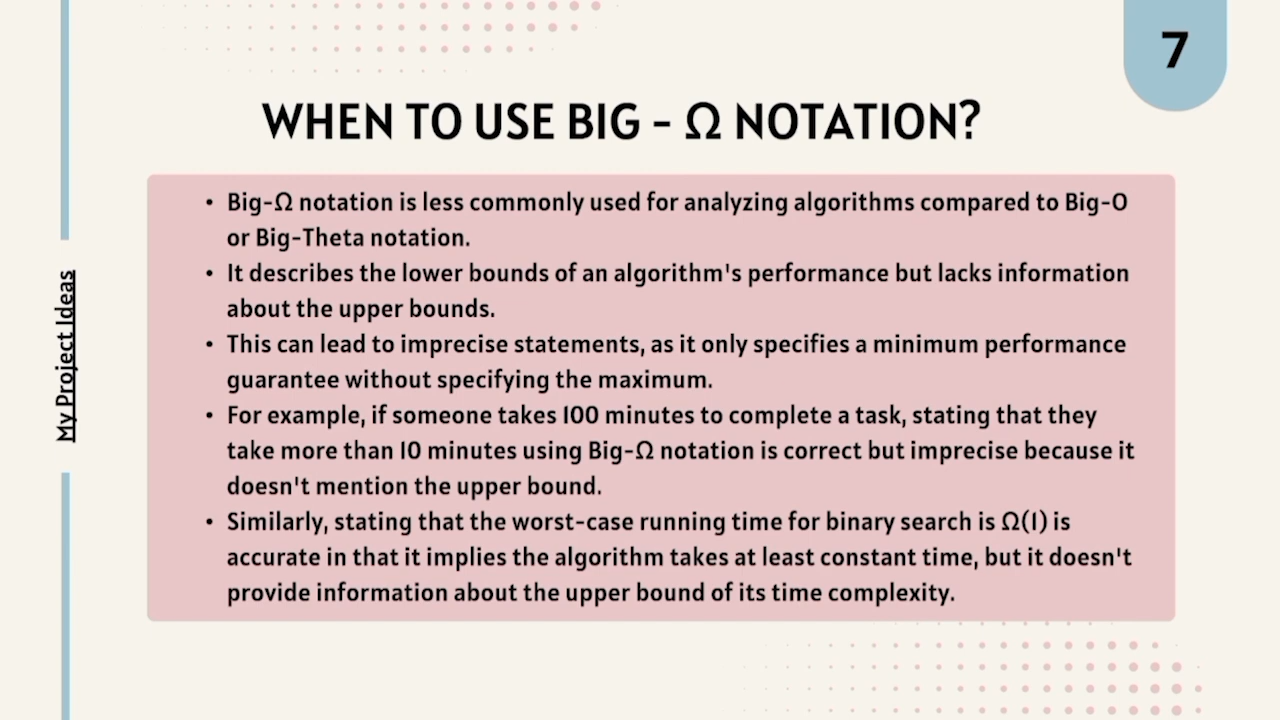 7
WHEN TO USE BIG - Ω NOTATION?
My Project Ideas
• Big-Ω notation is less commonly used for analyzing algorithms compared to Big-O
or Big-Theta notation.
• It describes the lower bounds of an algorithm's performance but lacks information
about the upper bounds.
• This can lead to imprecise statements, as it only specifies a minimum performance
guarantee without specifying the maximum.
• For example, if someone takes 100 minutes to complete a task, stating that they
take more than 10 minutes using Big-Ω notation is correct but imprecise because it
doesn't mention the upper bound.
• Similarly, stating that the worst-case running time for binary search is Ω(1) is
accurate in that it implies the algorithm takes at least constant time, but it doesn't
provide information about the upper bound of its time complexity.